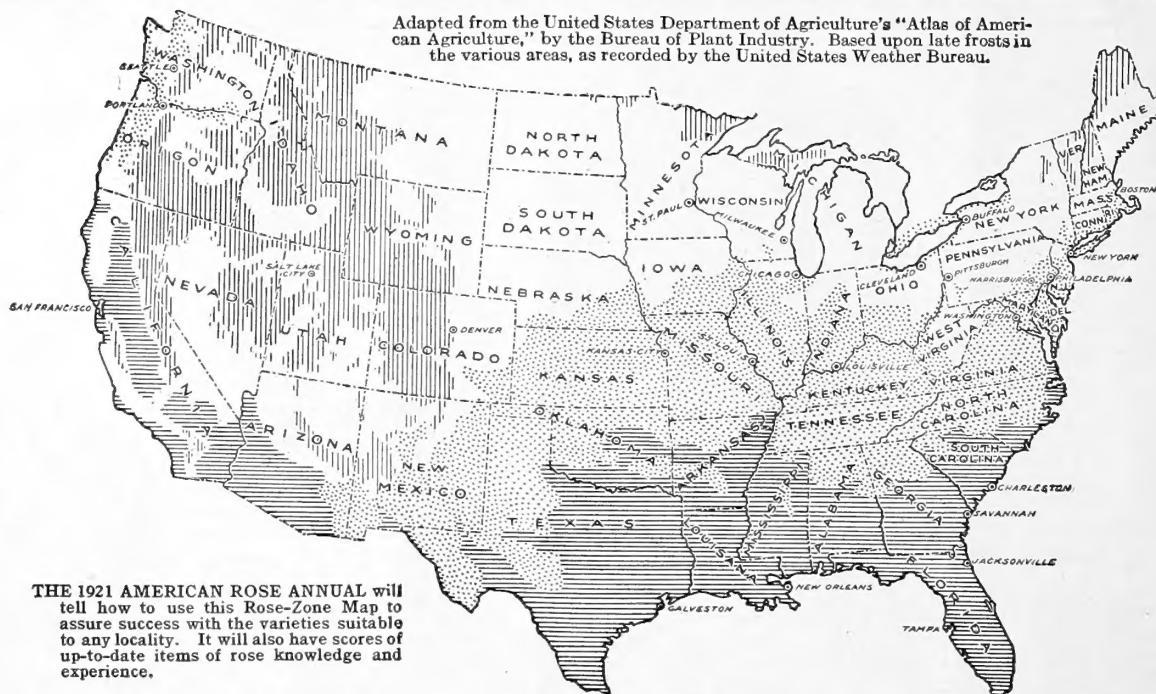 Adapted from the United States Department of Agriculture's "Atlas of Ameri-
can Agriculture," by the Bureau of Plant Industry. Based upon late frosts in
the various areas, as recorded by the United States Weather Bureau.
WASHINGTON
SEATTLE
PORTLAND
OREGON
IDAHO
MONTANA
NORTH
DAKOTA
MINNESOTA
ST. PAUL
WISCONSIN
MILWAUKEE
MICHIGAN
MAINE
VER.
NEW
HAM.
BOSTON
MASS.
CONN.
R.I.
BUFFALO
NEW YORK
NEW YORK
SOUTH
DAKOTA
WYOMING
IOWA
CHICAGO
CLEVELAND
OHIO
PENNSYLVANIA
PITTSBURGH
HARRISBURG
PHILADELPHIA
N.J.
SALT LAKE
CITY
NEVADA
UTAH
COLORADO
DENVER
NEBRASKA
ILLINOIS
INDIANA
WASHINGTON
MARY
DEL
WEST
VIRGINIA
SAN FRANCISCO
CALIFORNIA
KANSAS
KANSAS CITY
MISSOURI
ST. LOUIS
LOUISVILLE
KENTUCKY
VIRGINIA
ARIZONA
NEW
MEXICO
OKLAHOMA
ARKANSAS
TENNESSEE
NORTH
CAROLINA
SOUTH
CAROLINA
TEXAS
LOUISANA
MISSISSIPPI
ALABAMA
GEORGIA
CHARLESTON
SAVANNAH
JACKSONVILLE
FLORIDA
NEW ORLEANS
GALVESTON
TAMPA
THE 1921 AMERICAN ROSE ANNUAL will
tell how to use this Rose-Zone Map to
assure success with the varieties suitable
to any locality. It will also have scores of
up-to-date items of rose knowledge and
experience.